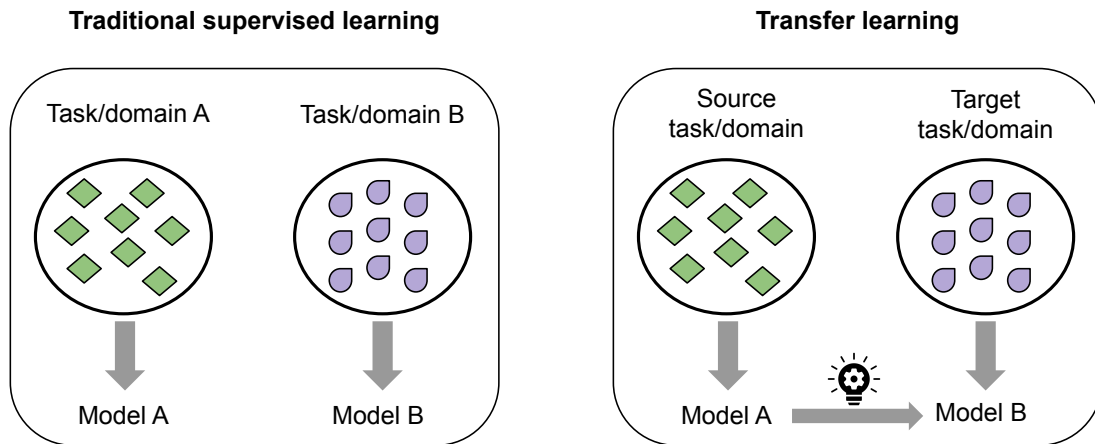 Traditional supervised learning
Task/domain A
Task/domain B
Model A
Model B
Transfer learning
Source
task/domain
Target
task/domain
Model A
Model B